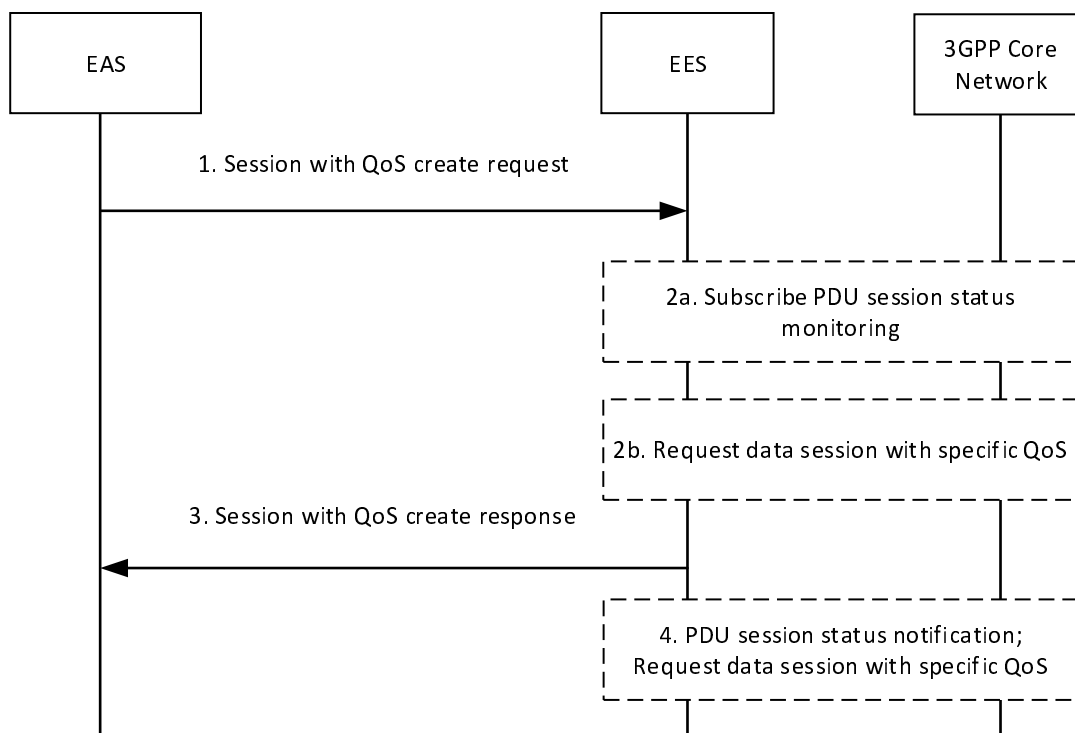 EAS
EES
3GPP Core
Network
1. Session with QoS create request
2a. Subscribe PDU session status
monitoring
2b. Request data session with specific QoS
3. Session with QoS create response
4. PDU session status notification;
Request data session with specific QoS